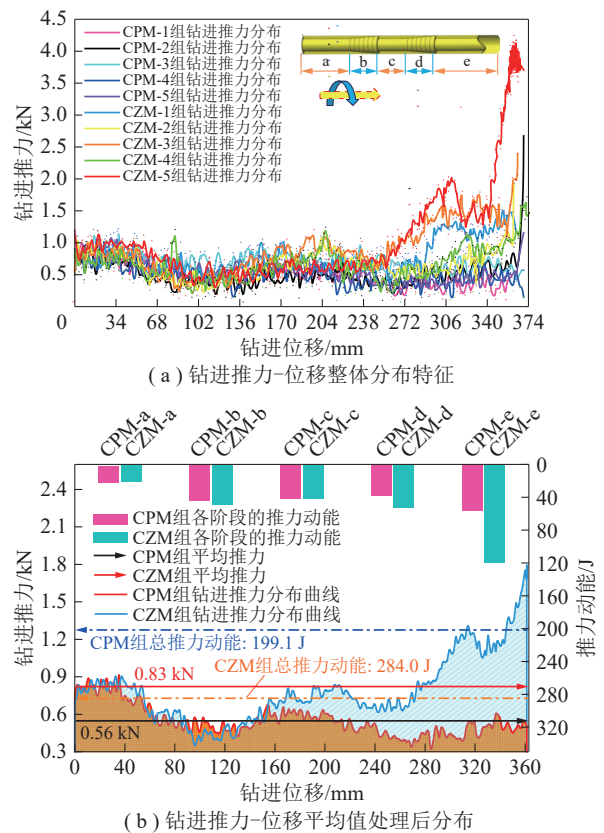 4.5
4.0
3.5
3.0
2.5
2.0
1.5
1.0
0.5
钻进推力/kN
CPM-1组钻进推力分布
CPM-2组钻进推力分布
CPM-3组钻进推力分布
CPM-4组钻进推力分布
CPM-5组钻进推力分布
CZM-1组钻进推力分布
CZM-2组钻进推力分布
CZM-3组钻进推力分布
CZM-4组钻进推力分布
CZM-5组钻进推力分布
a b c d e
0 34 68 102 136 170 204 238 272 306 340 374
钻进位移/mm
(a) 钻进推力-位移整体分布特征
CPM-a CZM-a CPM-b CZM-b CPM-c CZM-c CPM-d CZM-d CPM-e CZM-e
2.4
2.1
1.8
1.5
1.2
0.9
0.6
0.3
钻进推力/kN
CPM组各阶段的推力动能
CZM组各阶段的推力动能
CPM组平均推力
CZM组平均推力
CPM组钻进推力分布曲线
CZM组钻进推力分布曲线
CPM组总推力动能: 199.1 J
CZM组总推力动能: 284.0 J
0.83 kN
0.56 kN
0
40
80
120
160
200
240
280
320
推力动能/J
0 40 80 120 160 200 240 280 320 360
钻进位移/mm
(b) 钻进推力-位移平均值处理后分布